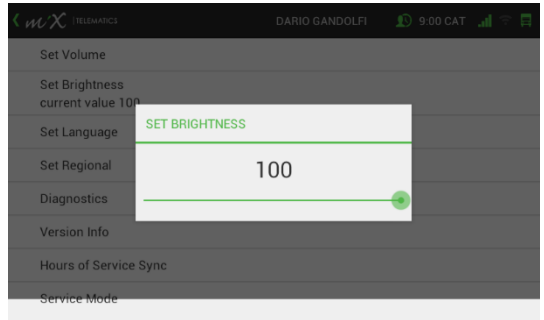 mix TELEMATICS DARIO GANDOLFI 9:00 CAT
Set Volume
Set Brightness
current value 100
Set Language
SET BRIGHTNESS
100
Set Regional
Diagnostics
Version Info
Hours of Service Sync
Service Mode